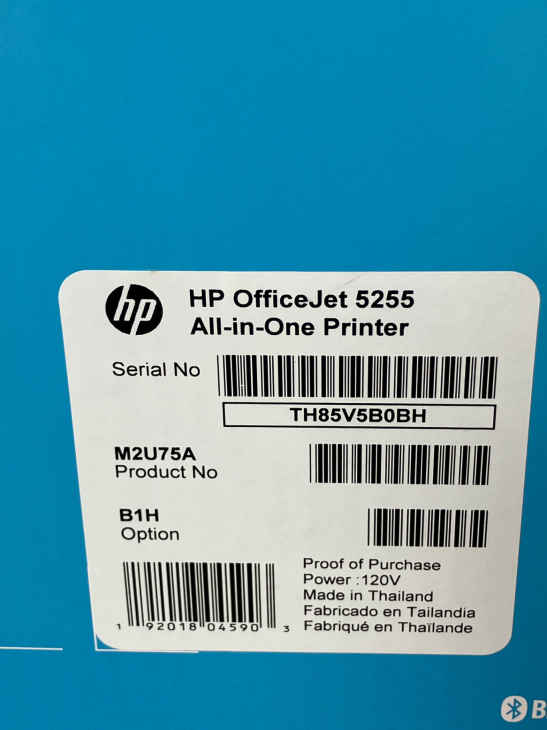 hp
HP OfficeJet 5255
All-in-One Printer
Serial No
TH85V5B0BH
M2U75A
Product No
B1H
Option
1 92018 04590 3
Proof of Purchase
Power :120V
Made in Thailand
Fabricado en Tailandia
Fabriqué en Thaïlande